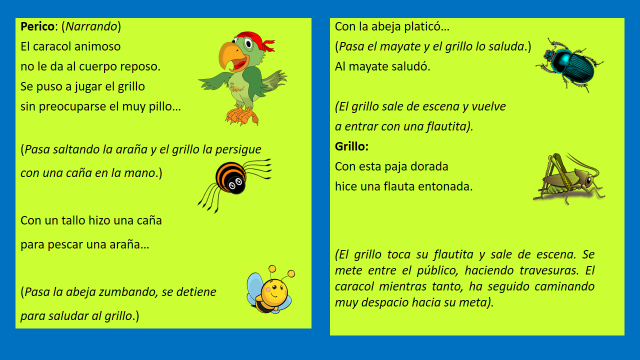 Perico: (Narrando)
El caracol animoso
no le da al cuerpo reposo.
Se puso a jugar el grillo
sin preocuparse el muy pillo…
(Pasa saltando la araña y el grillo la persigue
con una caña en la mano.)
Con un tallo hizo una caña
para pescar una araña…
(Pasa la abeja zumbando, se detiene
para saludar al grillo.)
Con la abeja platicó…
(Pasa el mayate y el grillo lo saluda.)
Al mayate saludó.
(El grillo sale de escena y vuelve
a entrar con una flautita).
Grillo:
Con esta paja dorada
hice una flauta entonada.
(El grillo toca su flautita y sale de escena. Se
mete entre el público, haciendo travesuras. El
caracol mientras tanto, ha seguido caminando
muy despacio hacia su meta).